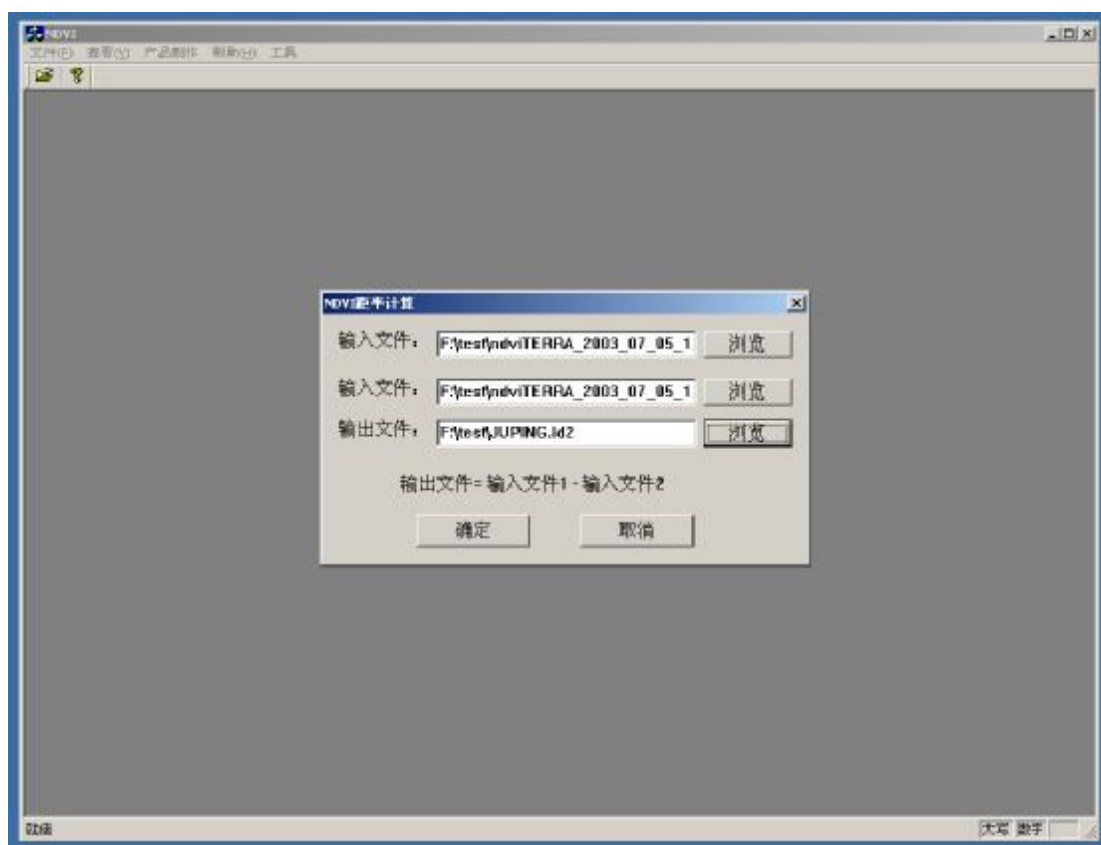 NDVI
文件(F) 查看(V) 产品制作 帮助(H) 工具
NDVI距平计算
输入文件： F:\test\ndviTERRA_2003_07_05_1 浏览
输入文件： F:\test\ndviTERRA_2003_07_05_1 浏览
输出文件： F:\test\JUPING.ld2 浏览
输出文件= 输入文件1 - 输入文件2
确定 取消
就绪 大写 数字